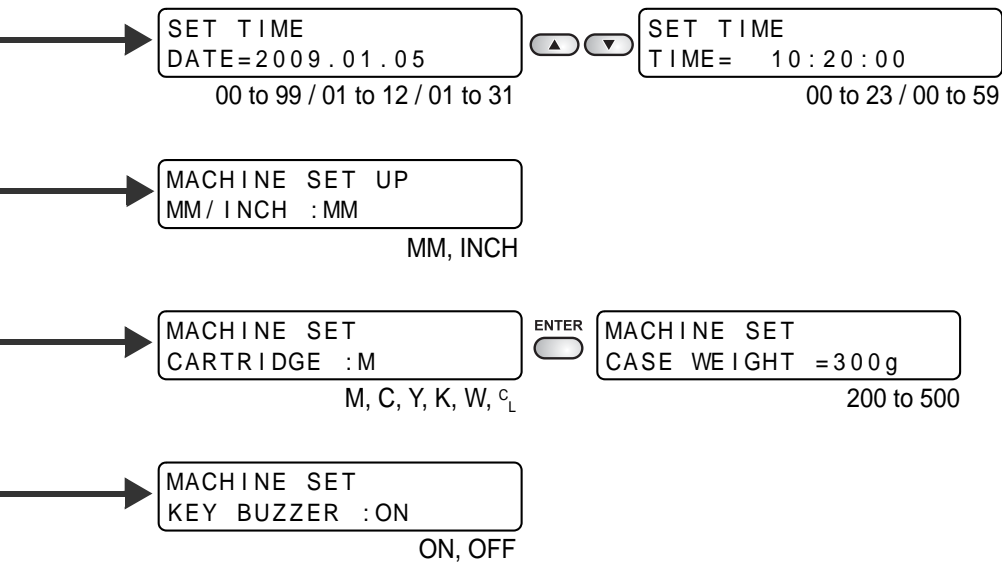 SET TIME
DATE=2009.01.05
00 to 99 / 01 to 12 / 01 to 31
SET TIME
TIME= 10:20:00
00 to 23 / 00 to 59
MACHINE SET UP
MM/INCH :MM
MM, INCH
MACHINE SET
CARTRIDGE :M
M, C, Y, K, W, CL
ENTER
MACHINE SET
CASE WEIGHT =300g
200 to 500
MACHINE SET
KEY BUZZER :ON
ON, OFF